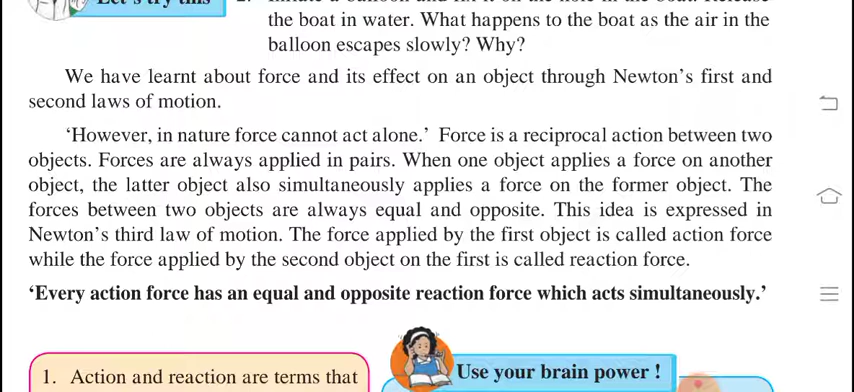 the boat in water. What happens to the boat as the air in the
balloon escapes slowly? Why?
We have learnt about force and its effect on an object through Newton's first and
second laws of motion.
‘However, in nature force cannot act alone.’ Force is a reciprocal action between two
objects. Forces are always applied in pairs. When one object applies a force on another
object, the latter object also simultaneously applies a force on the former object. The
forces between two objects are always equal and opposite. This idea is expressed in
Newton's third law of motion. The force applied by the first object is called action force
while the force applied by the second object on the first is called reaction force.
‘Every action force has an equal and opposite reaction force which acts simultaneously.’
1. Action and reaction are terms that
Use your brain power !